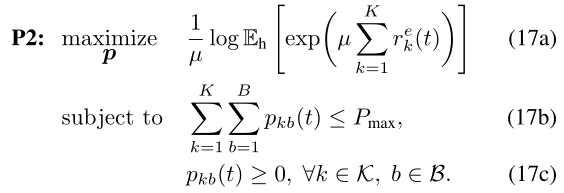 P2: maximize_p  1/μ log 𝔼_h [ exp( μ ∑_{k=1}^{K} r_k^e(t) ) ]  (17a)
subject to  ∑_{k=1}^{K} ∑_{b=1}^{B} p_{kb}(t) ≤ P_max,  (17b)
p_{kb}(t) ≥ 0, ∀k ∈ 𝒦, b ∈ ℬ.  (17c)